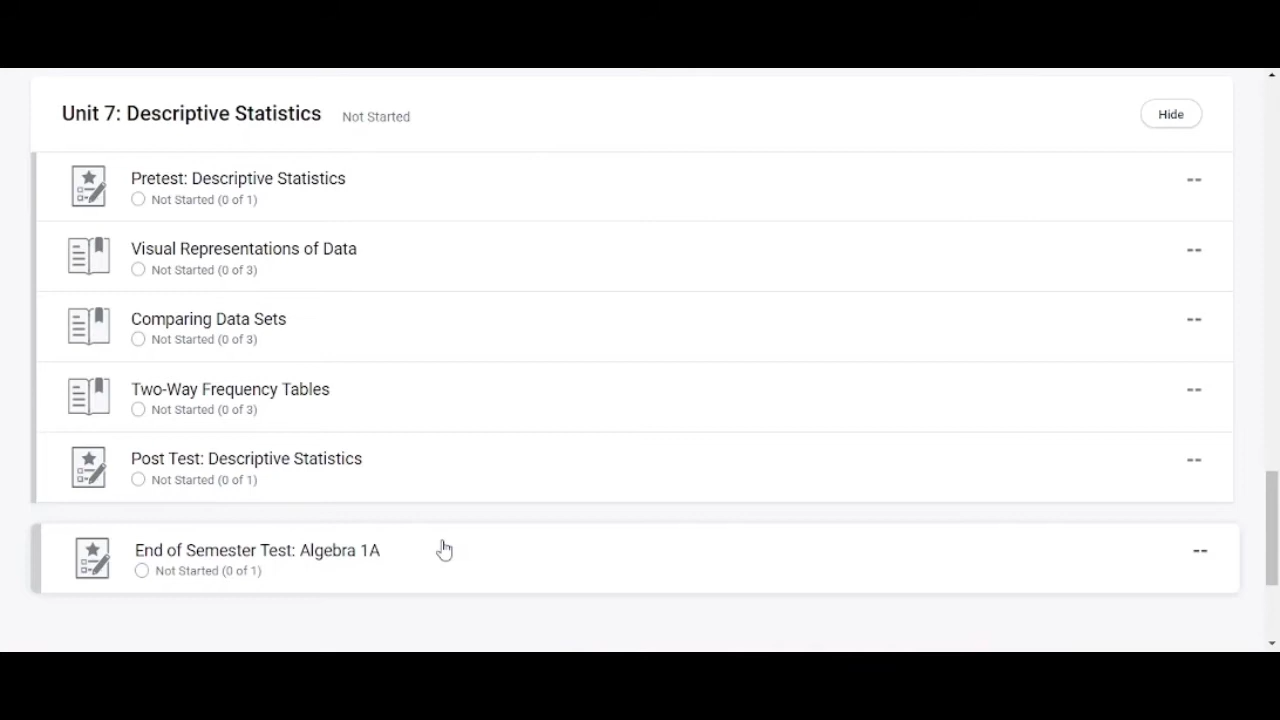 Unit 7: Descriptive Statistics Not Started Hide
Pretest: Descriptive Statistics --
Not Started (0 of 1)
Visual Representations of Data --
Not Started (0 of 3)
Comparing Data Sets --
Not Started (0 of 3)
Two-Way Frequency Tables --
Not Started (0 of 3)
Post Test: Descriptive Statistics --
Not Started (0 of 1)
End of Semester Test: Algebra 1A --
Not Started (0 of 1)